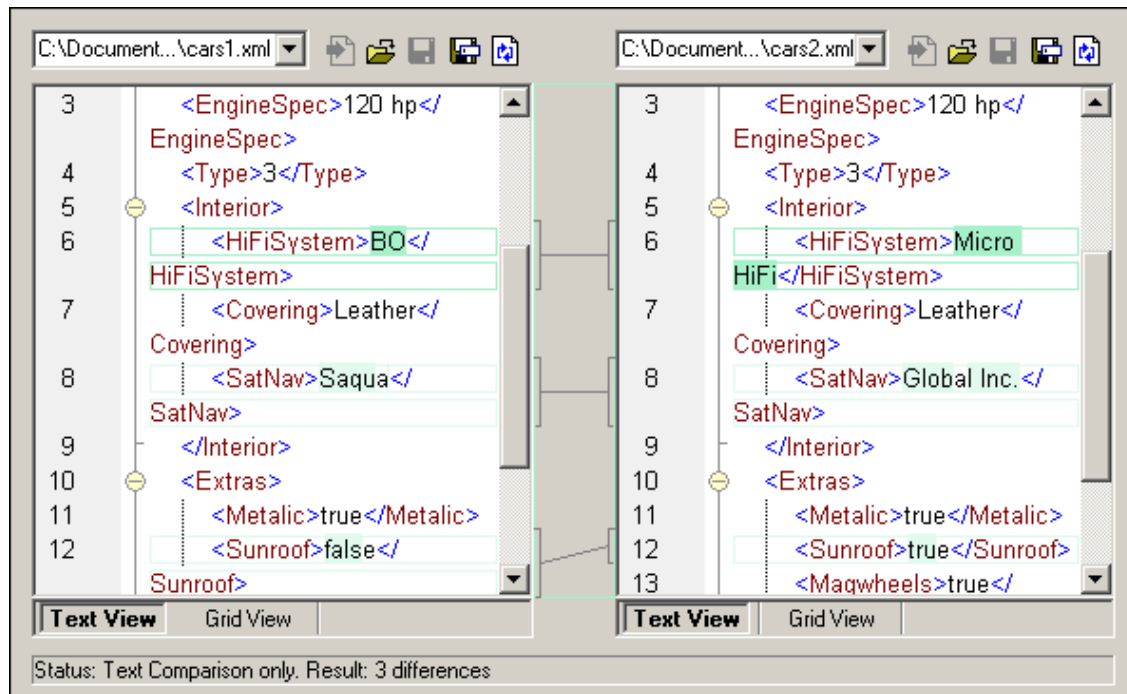 C:\Document...\cars1.xml
3 <EngineSpec>120 hp</
EngineSpec>
4 <Type>3</Type>
5 <Interior>
6 <HiFiSystem>BO</
HiFiSystem>
7 <Covering>Leather</
Covering>
8 <SatNav>Saqua</
SatNav>
9 </Interior>
10 <Extras>
11 <Metalic>true</Metalic>
12 <Sunroof>false</
Sunroof>
Text View Grid View
C:\Document...\cars2.xml
3 <EngineSpec>120 hp</
EngineSpec>
4 <Type>3</Type>
5 <Interior>
6 <HiFiSystem>Micro
HiFi</HiFiSystem>
7 <Covering>Leather</
Covering>
8 <SatNav>Global Inc.</
SatNav>
9 </Interior>
10 <Extras>
11 <Metalic>true</Metalic>
12 <Sunroof>true</Sunroof>
13 <Magwheels>true</
Text View Grid View
Status: Text Comparison only. Result: 3 differences